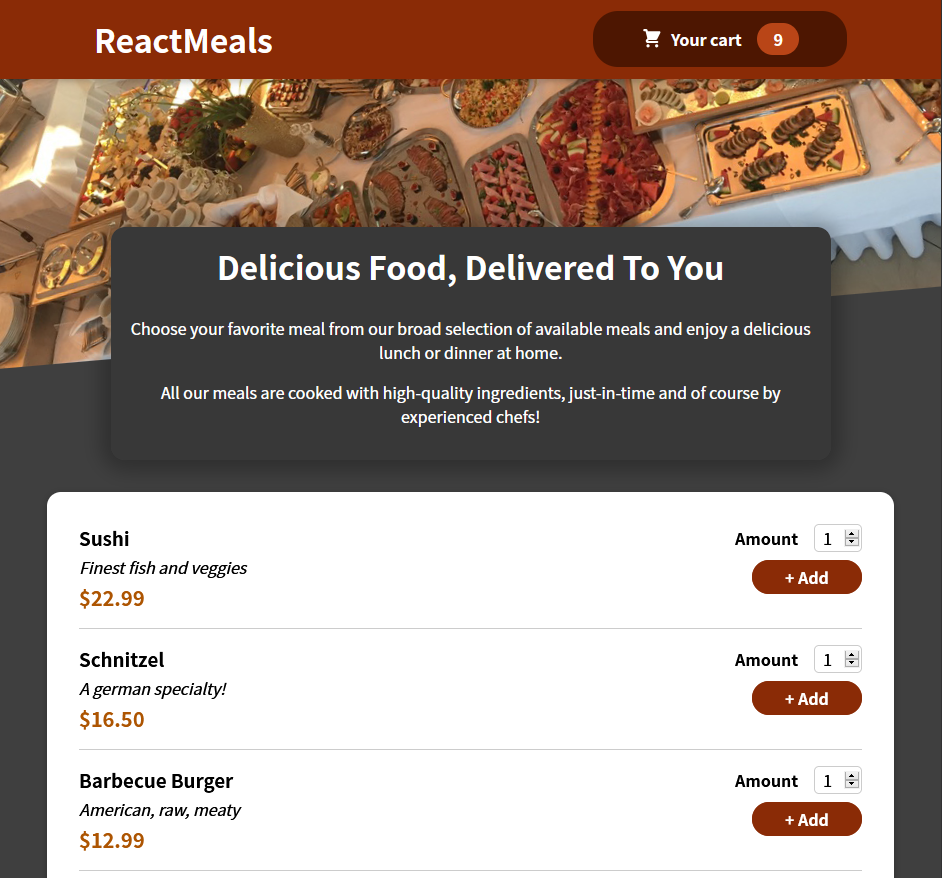 ReactMeals
Your cart 9
Delicious Food, Delivered To You
Choose your favorite meal from our broad selection of available meals and enjoy a delicious
lunch or dinner at home.
All our meals are cooked with high-quality ingredients, just-in-time and of course by
experienced chefs!
Sushi
Finest fish and veggies
$22.99
Amount 1
+ Add
Schnitzel
A german specialty!
$16.50
Amount 1
+ Add
Barbecue Burger
American, raw, meaty
$12.99
Amount 1
+ Add